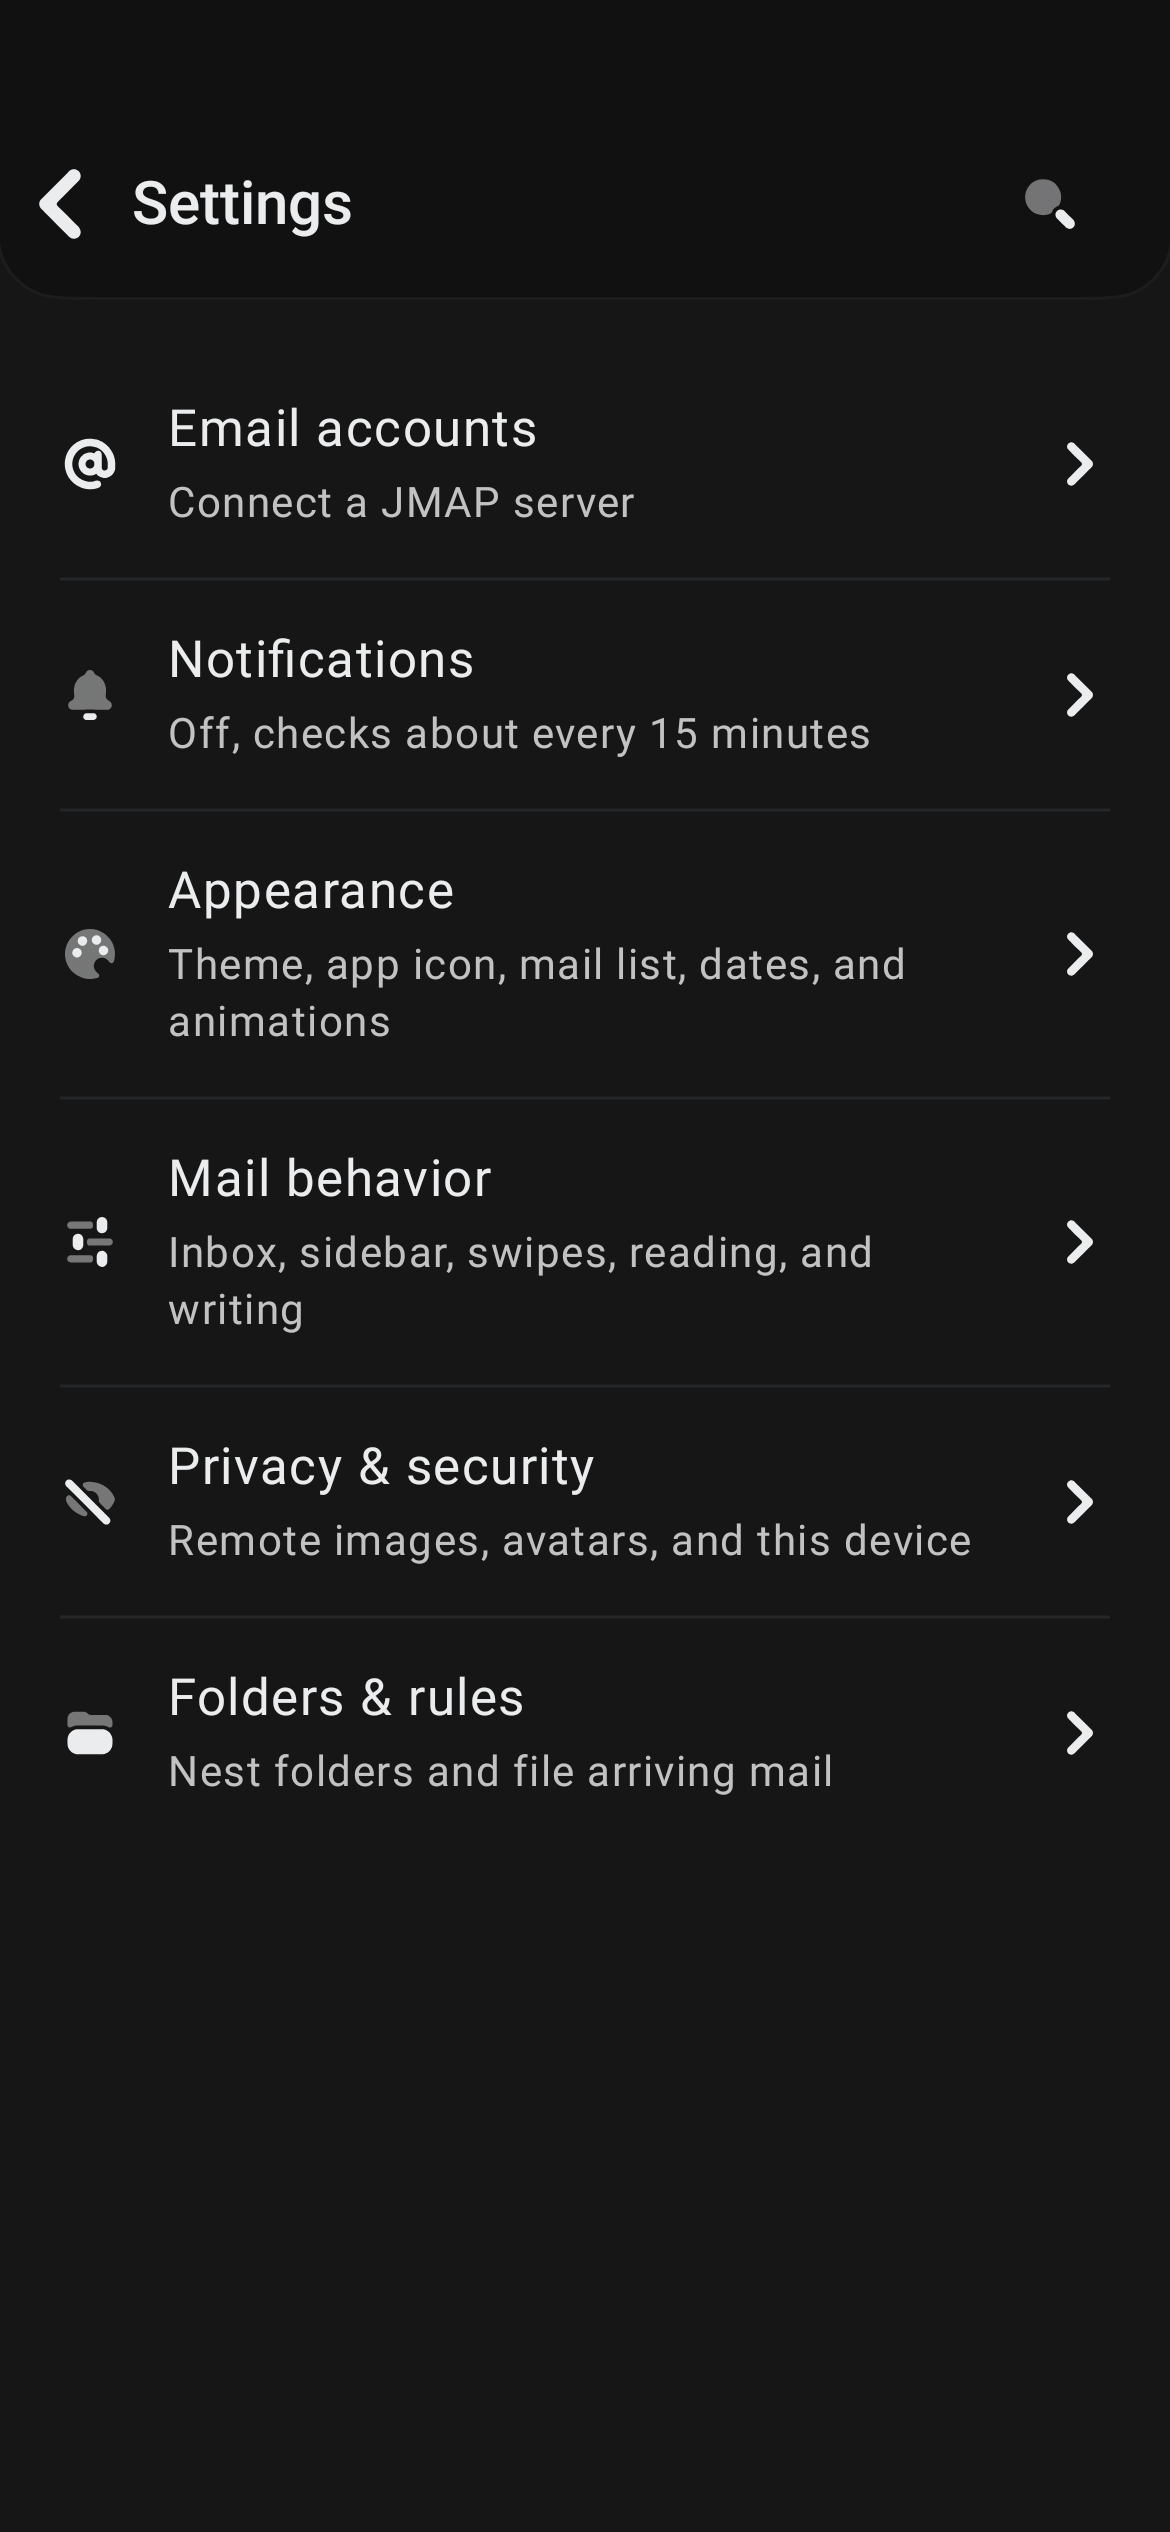 Settings
Email accounts
Connect a JMAP server
Notifications
Off, checks about every 15 minutes
Appearance
Theme, app icon, mail list, dates, and
animations
Mail behavior
Inbox, sidebar, swipes, reading, and
writing
Privacy & security
Remote images, avatars, and this device
Folders & rules
Nest folders and file arriving mail